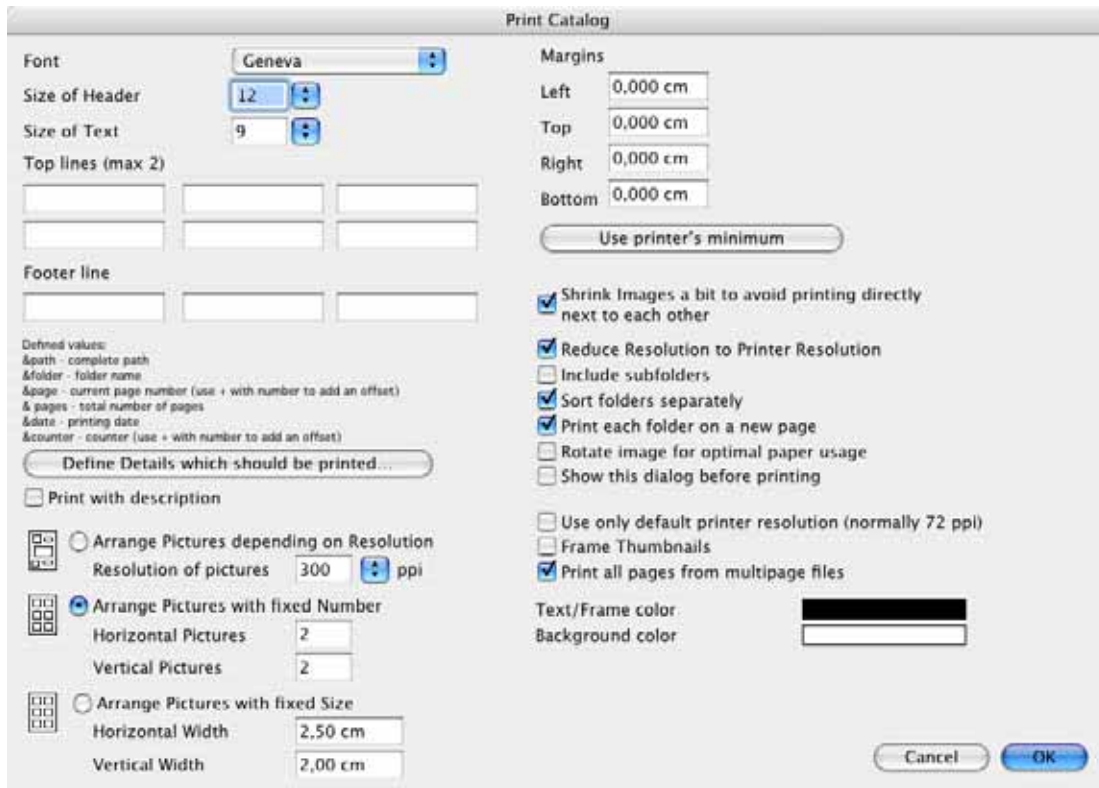 Print Catalog
Font Geneva
Size of Header 12
Size of Text 9
Top lines (max 2)
Footer line
Defined values:
&path - complete path
&folder - folder name
&page - current page number (use + with number to add an offset)
& pages - total number of pages
&date - printing date
&counter - counter (use + with number to add an offset)
Define Details which should be printed...
Print with description
Arrange Pictures depending on Resolution
Resolution of pictures 300 ppi
Arrange Pictures with fixed Number
Horizontal Pictures 2
Vertical Pictures 2
Arrange Pictures with fixed Size
Horizontal Width 2,50 cm
Vertical Width 2,00 cm
Margins
Left 0,000 cm
Top 0,000 cm
Right 0,000 cm
Bottom 0,000 cm
Use printer's minimum
Shrink Images a bit to avoid printing directly
next to each other
Reduce Resolution to Printer Resolution
Include subfolders
Sort folders separately
Print each folder on a new page
Rotate image for optimal paper usage
Show this dialog before printing
Use only default printer resolution (normally 72 ppi)
Frame Thumbnails
Print all pages from multipage files
Text/Frame color
Background color
Cancel OK